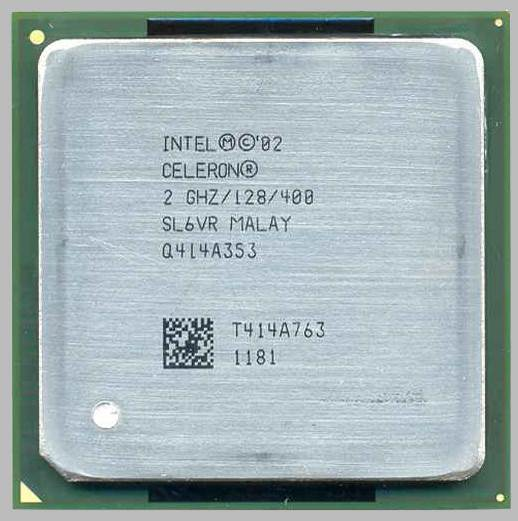 INTEL Ⓜ©'02
CELERON®
2 GHZ/128/400
SL6VR MALAY
Q414A353
T414A763
1181